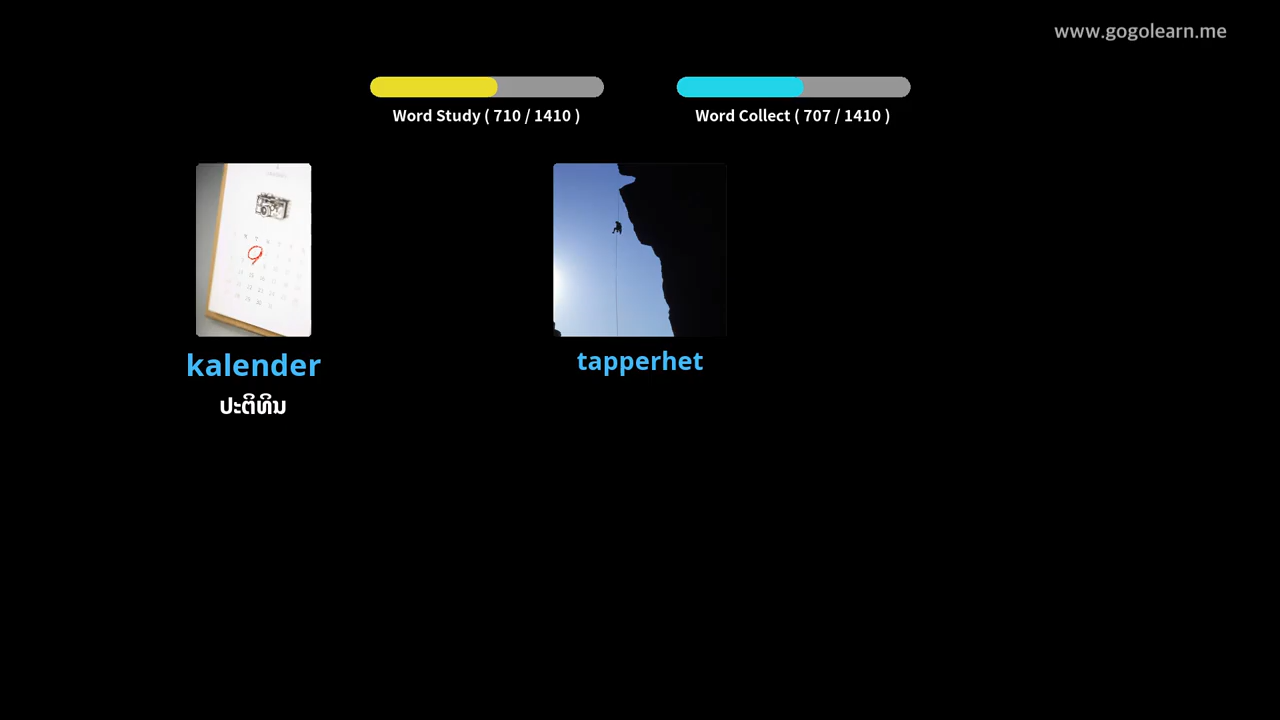 www.gogolearn.me
Word Study ( 710 / 1410 )
Word Collect ( 707 / 1410 )
kalender
ປະຕິທິນ
tapperhet